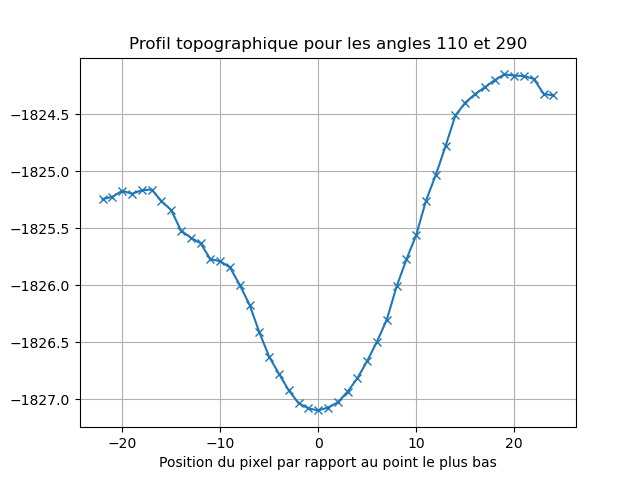 Profil topographique pour les angles 110 et 290
−1824.5
−1825.0
−1825.5
−1826.0
−1826.5
−1827.0
−20 −10 0 10 20
Position du pixel par rapport au point le plus bas